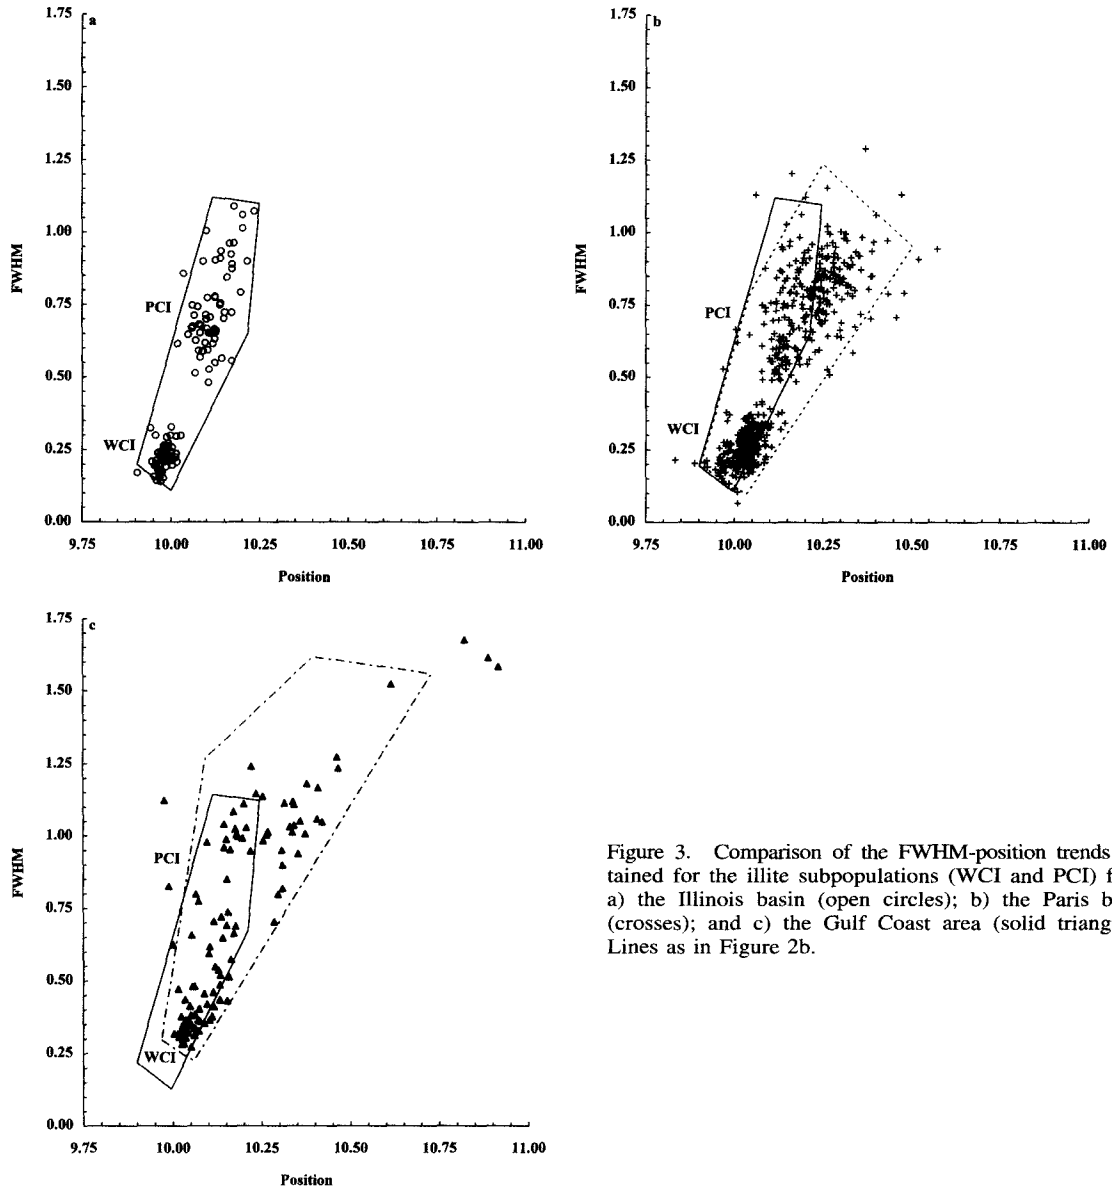 a
1.75
1.50
1.25
1.00
0.75
0.50
0.25
0.00
FWHM
PCI
WCI
9.75 10.00 10.25 10.50 10.75 11.00
Position
b
1.75
1.50
1.25
1.00
0.75
0.50
0.25
0.00
FWHM
PCI
WCI
9.75 10.00 10.25 10.50 10.75 11.00
Position
c
1.75
1.50
1.25
1.00
0.75
0.50
0.25
0.00
FWHM
PCI
WCI
9.75 10.00 10.25 10.50 10.75 11.00
Position
Figure 3. Comparison of the FWHM-position trends
tained for the illite subpopulations (WCI and PCI) f
a) the Illinois basin (open circles); b) the Paris b
(crosses); and c) the Gulf Coast area (solid triang
Lines as in Figure 2b.